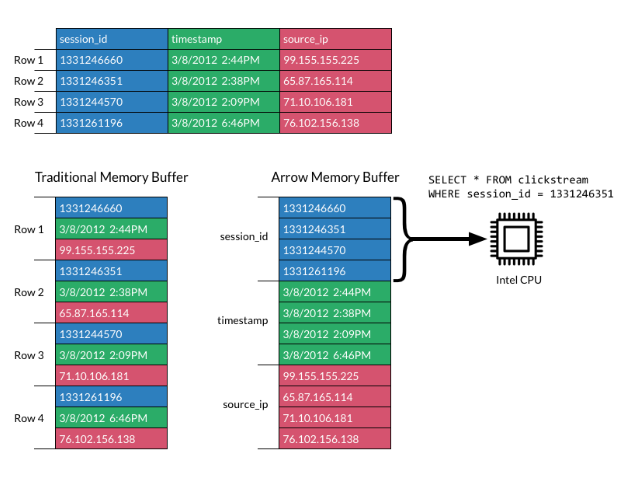 session_id timestamp source_ip
Row 1 1331246660 3/8/2012 2:44PM 99.155.155.225
Row 2 1331246351 3/8/2012 2:38PM 65.87.165.114
Row 3 1331244570 3/8/2012 2:09PM 71.10.106.181
Row 4 1331261196 3/8/2012 6:46PM 76.102.156.138
Traditional Memory Buffer
Row 1
1331246660
3/8/2012 2:44PM
99.155.155.225
Row 2
1331246351
3/8/2012 2:38PM
65.87.165.114
Row 3
1331244570
3/8/2012 2:09PM
71.10.106.181
Row 4
1331261196
3/8/2012 6:46PM
76.102.156.138
Arrow Memory Buffer
session_id
1331246660
1331246351
1331244570
1331261196
timestamp
3/8/2012 2:44PM
3/8/2012 2:38PM
3/8/2012 2:09PM
3/8/2012 6:46PM
source_ip
99.155.155.225
65.87.165.114
71.10.106.181
76.102.156.138
SELECT * FROM clickstream
WHERE session_id = 1331246351
Intel CPU